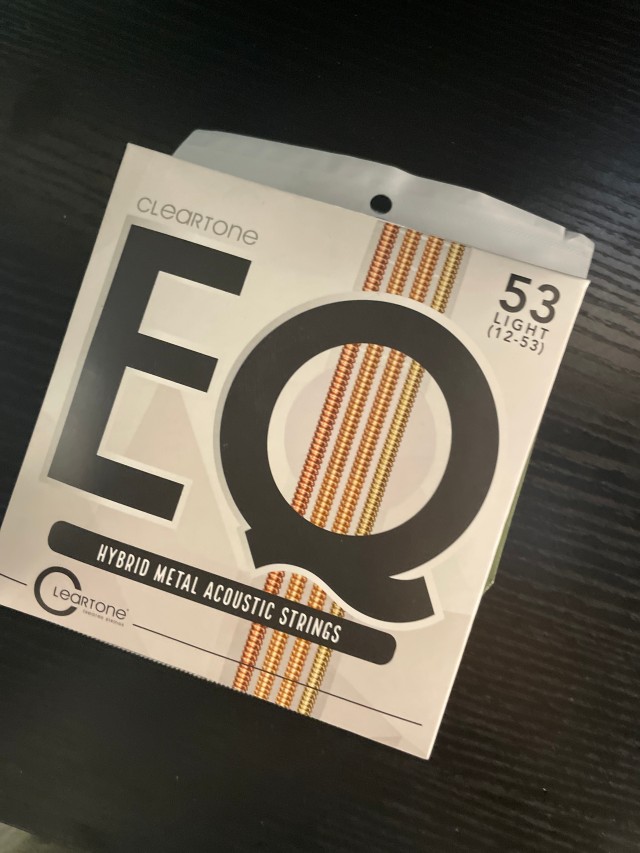 CLearTone
EQ
53
LIGHT
(12-53)
HYBRID METAL ACOUSTIC STRINGS
CLearTone